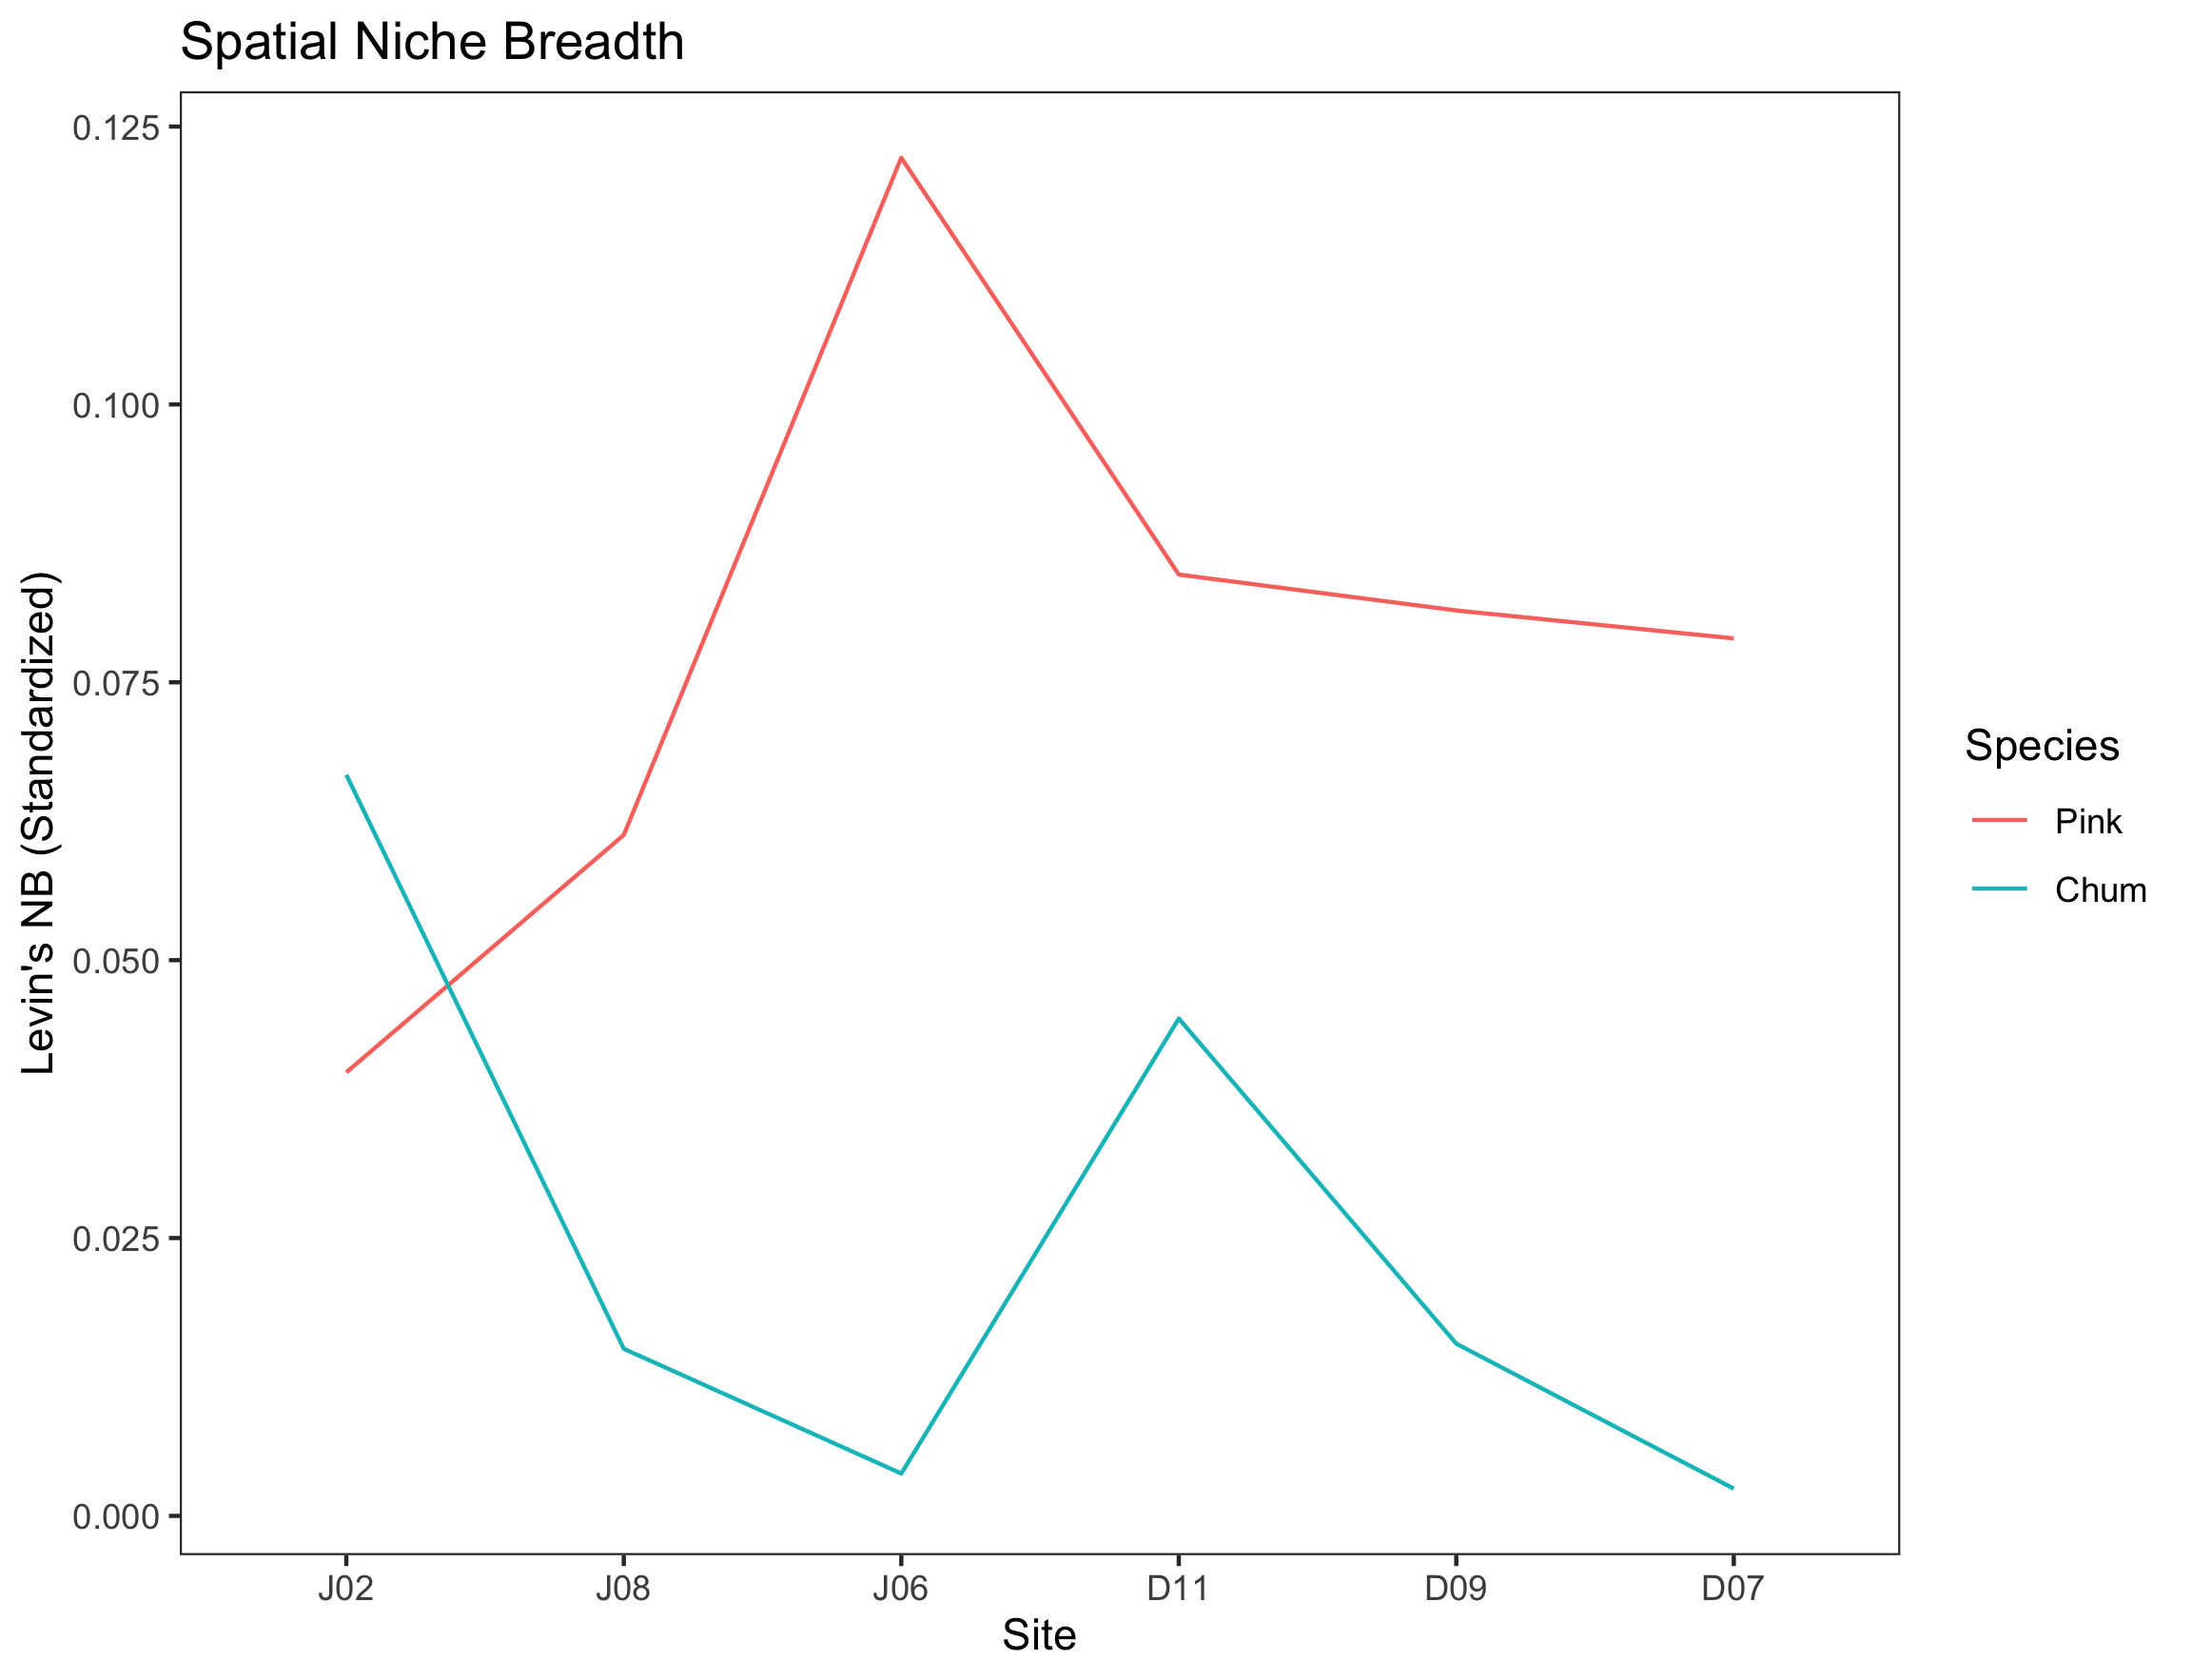 Spatial Niche Breadth
Levin's NB (Standardized)
0.125
0.100
0.075
0.050
0.025
0.000
J02 J08 J06 D11 D09 D07
Site
Species
Pink
Chum